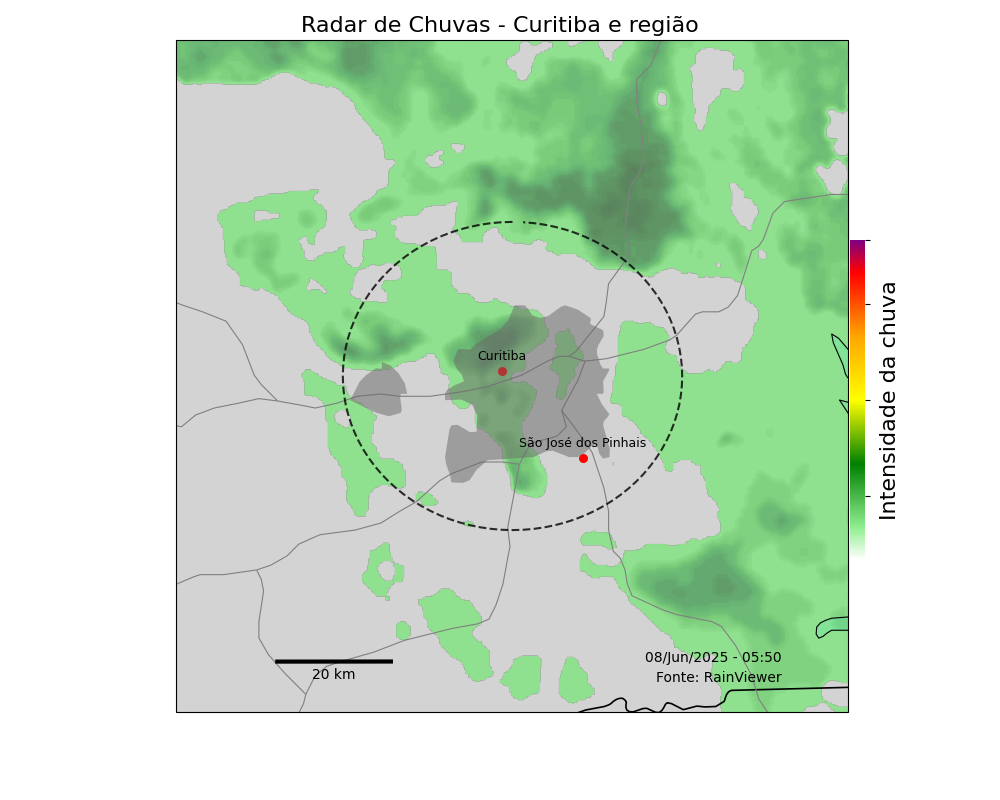 Radar de Chuvas - Curitiba e região
Curitiba
São José dos Pinhais
Intensidade da chuva
08/Jun/2025 - 05:50
Fonte: RainViewer
20 km